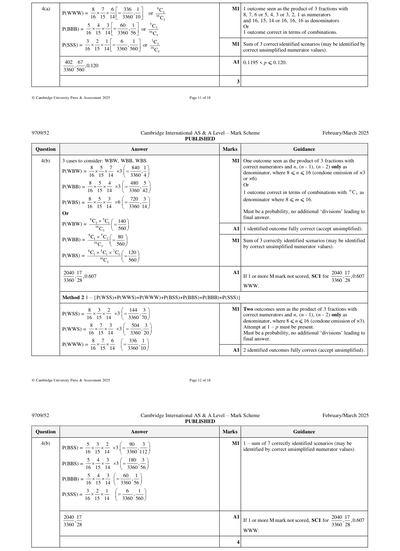 4(a)
P(WWW) = 8/16 × 7/15 × 6/14 [= 336/3360, 1/10] or 8C3/16C3
P(BBB) = 5/16 × 4/15 × 3/14 [= 60/3360, 1/56] or 5C3/16C3
P(SSS) = 3/16 × 2/15 × 1/14 [= 6/3360, 1/560] or 3C3/16C3
M1 1 outcome seen as the product of 3 fractions with
8, 7, 6 or 5, 4, 3 or 3, 2, 1 as numerators
and 16, 15, 14 or 16, 16, 16 as denominators
Or
1 outcome correct in terms of combinations.
M1 Sum of 3 correct identified scenarios (may be identified by
correct unsimplified numerator values).
402/3360, 67/560, 0.120
A1 0.1195 < p ⩽ 0.120.
3
© Cambridge University Press & Assessment 2025 Page 11 of 18
9709/52 Cambridge International AS & A Level – Mark Scheme February/March 2025
PUBLISHED
Question Answer Marks Guidance
4(b) 3 cases to consider: WBW, WBB, WBS
P(WBW) = 8/16 × 5/15 × 7/14 ×3 (= 840/3360, 1/4)
P(WBB) = 8/16 × 5/15 × 4/14 ×3 (= 480/3360, 5/42)
P(WBS) = 8/16 × 5/15 × 3/14 ×6 (= 720/3360, 3/14)
Or
P(WBW) = 8C2 × 5C1/16C3 (= 140/560)
P(WBB) = 8C1 × 5C2/16C3 (= 80/560)
P(WBS) = 8C1 × 5C1 × 3C1/16C3 (= 120/560)
M1 One outcome seen as the product of 3 fractions with
correct numerators and n, (n - 1), (n - 2) only as
denominator, where 8 ⩽ n ⩽ 16 (condone omission of ×3
or ×6)
Or
1 outcome correct in terms of combinations with nC3 as
denominator where 8 ⩽ n ⩽ 16.
Must be a probability, no additional 'divisions' leading to
final answer.
A1 1 identified outcome fully correct (accept unsimplified).
M1 Sum of 3 correctly identified scenarios (may be
identified by correct unsimplified numerator values).
2040/3360, 17/28, 0.607
A1 If 1 or more M mark not scored, SC1 for 2040/3360, 17/28, 0.607
WWW.
Method 2 1 – [P(WSS)+P(WWS)+P(WWW)+P(BSS)+P(BBS)+P(BBB)+P(SSS)]
P(WSS) = 8/16 × 3/15 × 2/14 ×3 (= 144/3360, 3/70)
P(WWS) = 8/16 × 7/15 × 3/14 ×3 (= 504/3360, 3/20)
P(WWW) = 8/16 × 7/15 × 6/14 (= 336/3360, 1/10)
M1 Two outcomes seen as the product of 3 fractions with
correct numerators and n, (n - 1), (n - 2) only as
denominator, where 8 ⩽ n ⩽ 16 (condone omission of ×3).
Attempt at 1 – p must be present.
Must be a probability, no additional 'divisions' leading to
final answer.
A1 2 identified outcomes fully correct (accept unsimplified).
© Cambridge University Press & Assessment 2025 Page 12 of 18
9709/52 Cambridge International AS & A Level – Mark Scheme February/March 2025
PUBLISHED
Question Answer Marks Guidance
4(b)
P(BSS) = 5/16 × 3/15 × 2/14 ×3 (= 90/3360, 3/112)
P(BBS) = 5/16 × 4/15 × 3/14 ×3 (= 180/3360, 3/56)
P(BBB) = 5/16 × 4/15 × 3/14 (= 60/3360, 1/56)
P(SSS) = 3/16 × 2/15 × 1/14 (= 6/3360, 1/560)
M1 1 – sum of 7 correctly identified scenarios (may be
identified by correct unsimplified numerator values).
2040/3360, 17/28
A1 If 1 or more M mark not scored, SC1 for 2040/3360, 17/28, 0.607
WWW.
4